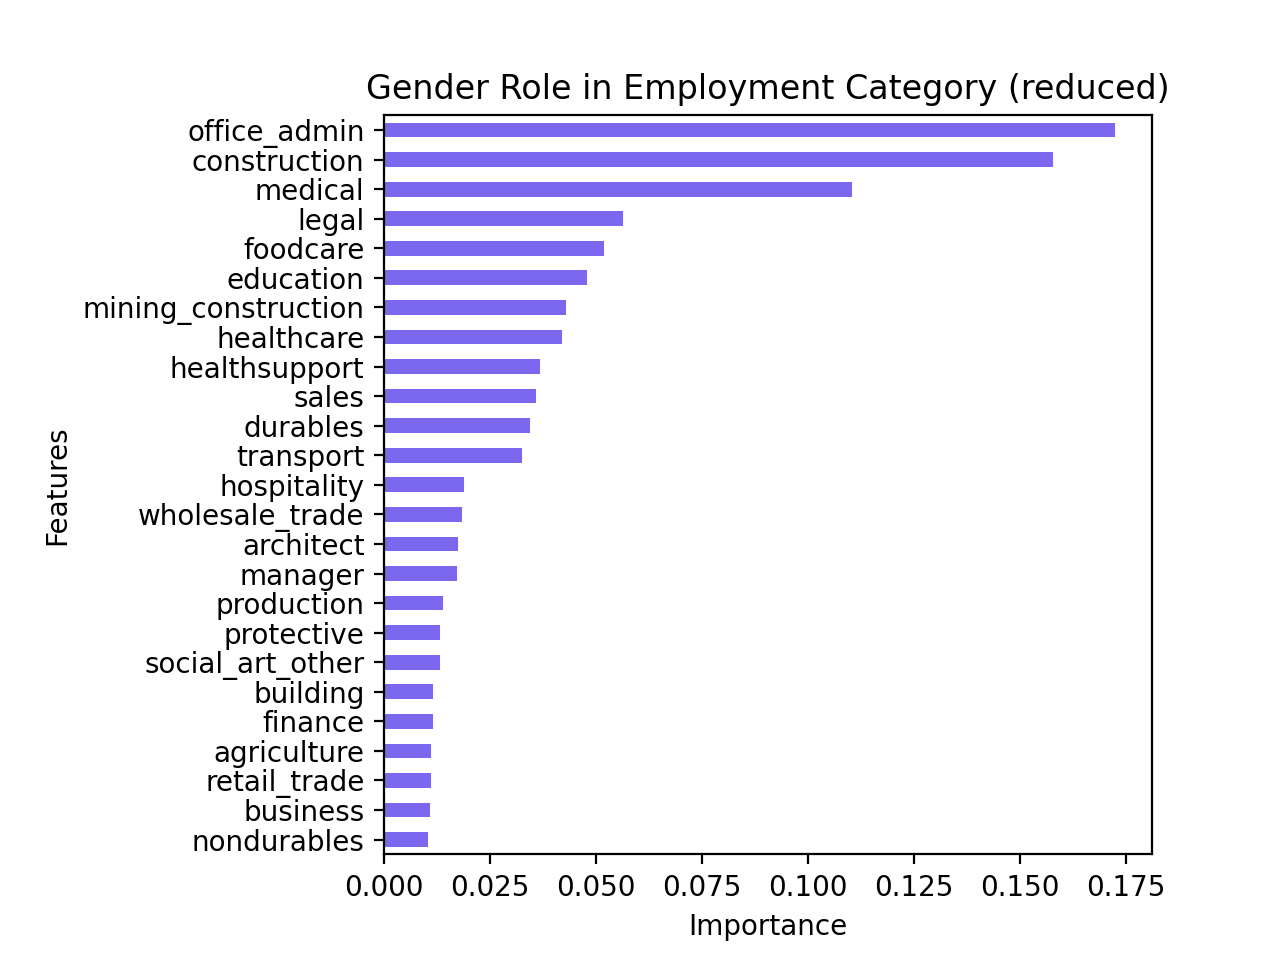 Gender Role in Employment Category (reduced)
office_admin
construction
medical
legal
foodcare
education
mining_construction
healthcare
healthsupport
sales
durables
transport
hospitality
wholesale_trade
architect
manager
production
protective
social_art_other
building
finance
agriculture
retail_trade
business
nondurables
Features
0.000 0.025 0.050 0.075 0.100 0.125 0.150 0.175
Importance